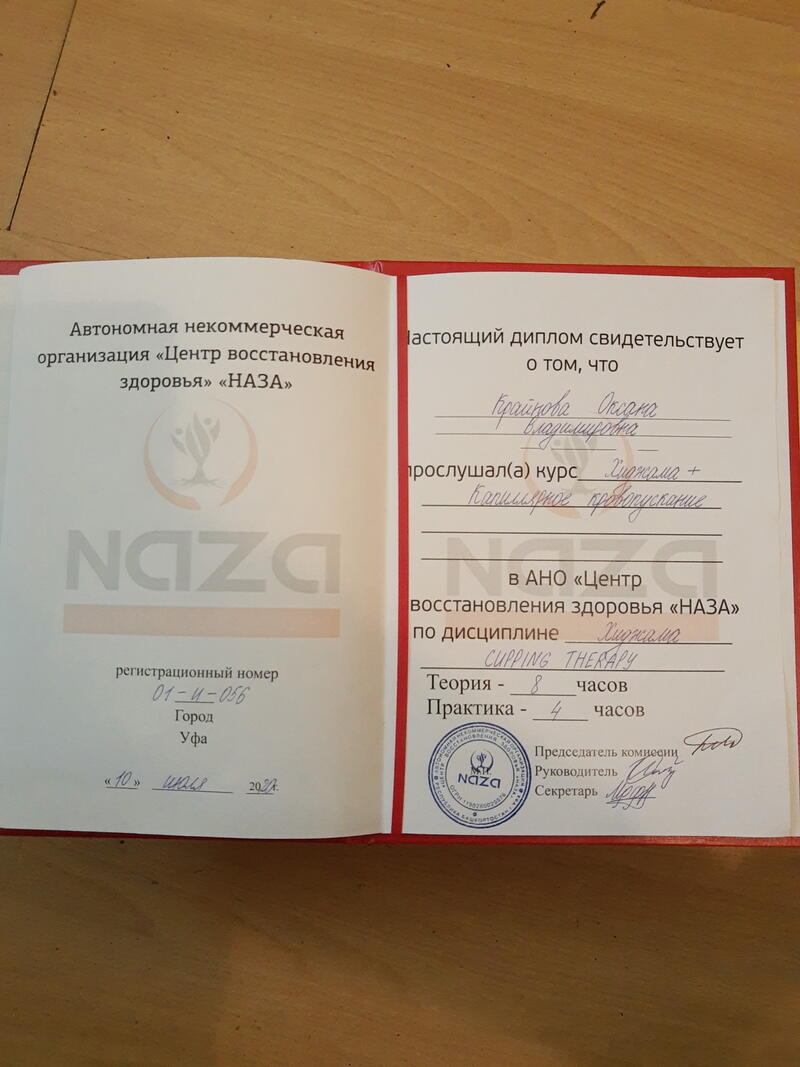 Автономная некоммерческая
организация «Центр восстановления
здоровья» «НАЗА»
NAZA
регистрационный номер
01-И-056
Город
Уфа
«10» июля
Настоящий диплом свидетельствует
о том, что
Крайнова Оксана
Владимировна
прослушал(а) курс Хиджама +
Капиллярное кровопускание
NAZA
в АНО «Центр
восстановления здоровья «НАЗА»
по дисциплине Хиджама
CUPPING THERAPY
Теория - 8 часов
Практика - 4 часов
NAZA
Председатель комиссии
Руководитель
Секретарь